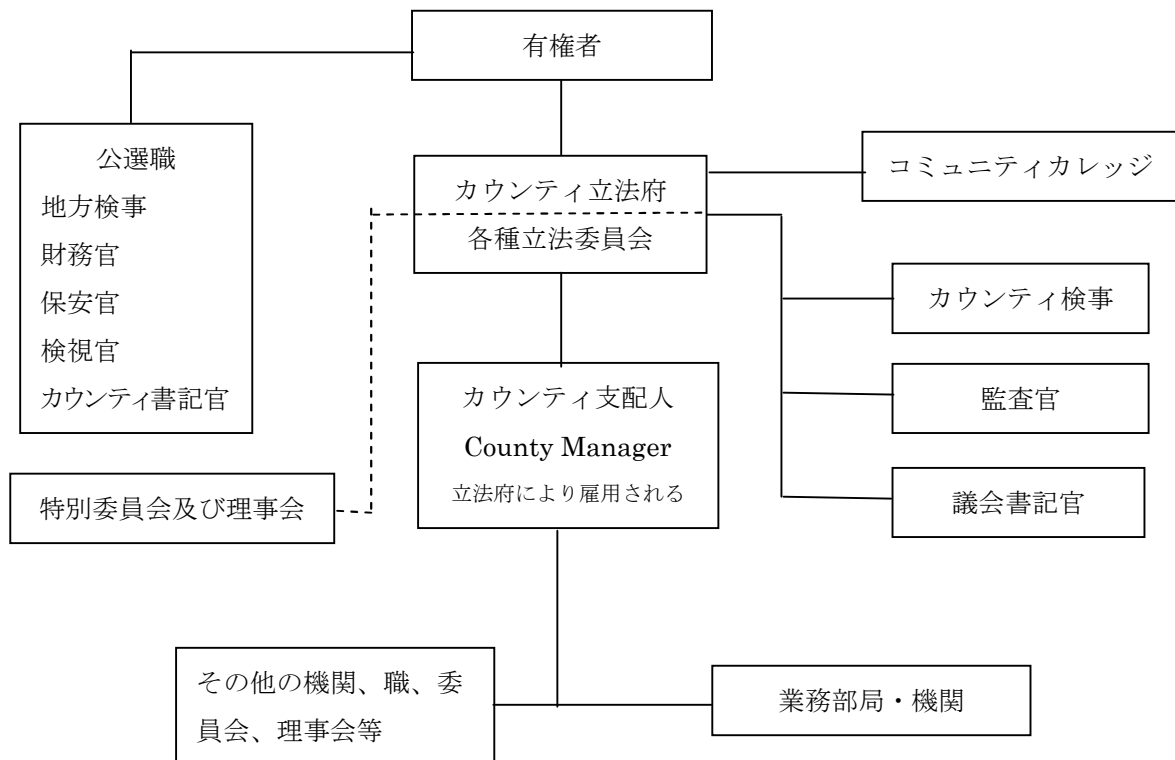 有権者
公選職
地方検事
財務官
保安官
検視官
カウンティ書記官
カウンティ立法府
各種立法委員会
コミュニティカレッジ
カウンティ検事
監査官
議会書記官
カウンティ支配人
County Manager
立法府により雇用される
特別委員会及び理事会
その他の機関、職、委
員会、理事会等
業務部局・機関